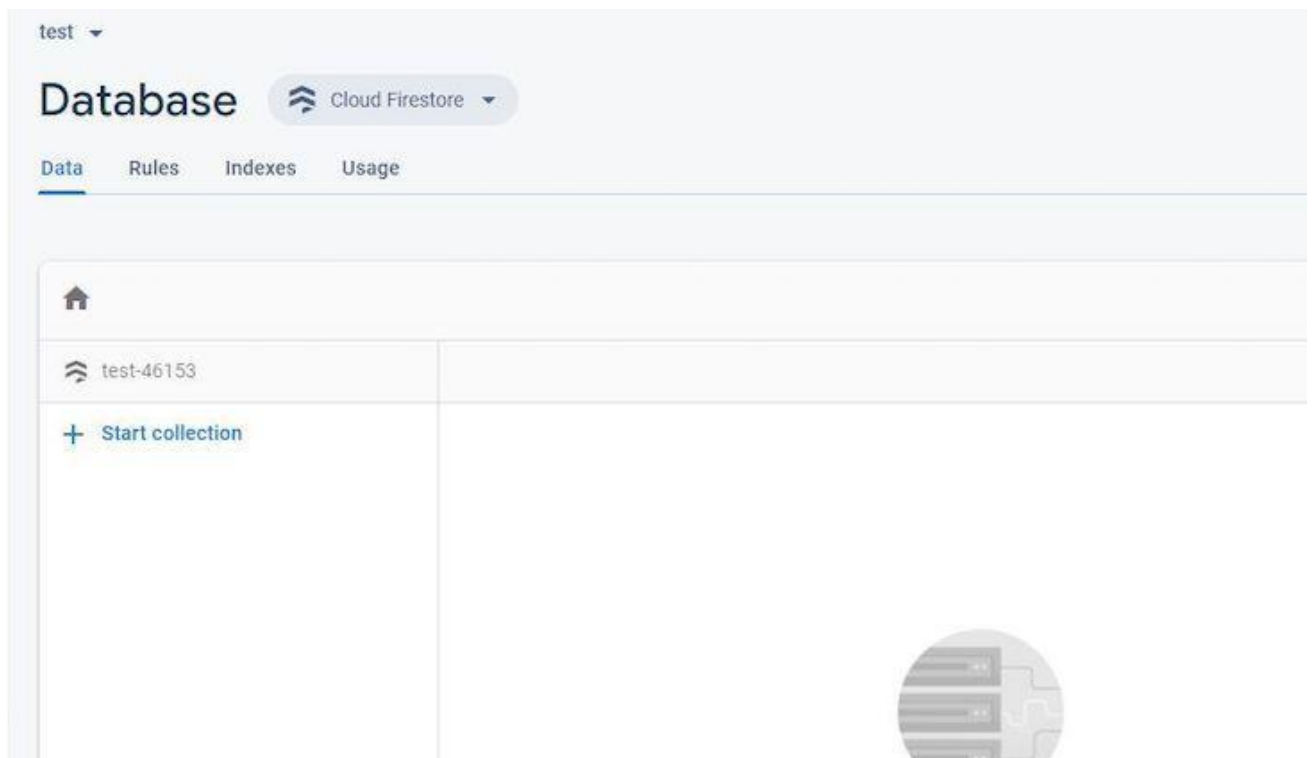 test
Database Cloud Firestore
Data Rules Indexes Usage
test-46153
+ Start collection